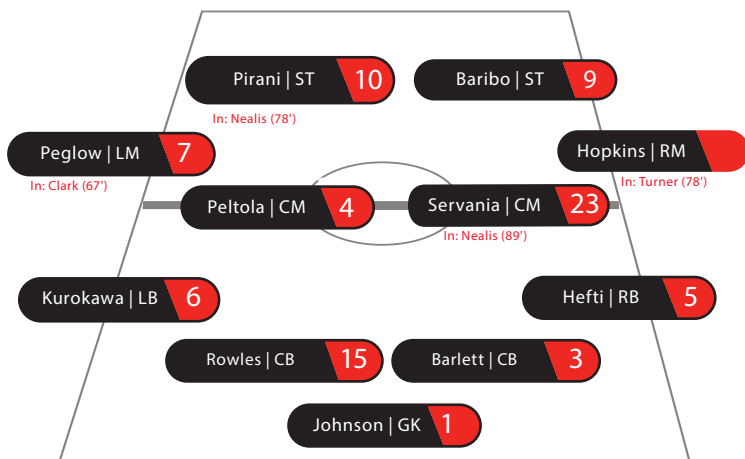 Pirani | ST 10
Baribo | ST 9
In: Nealis (78')
Peglow | LM 7
Hopkins | RM
In: Clark (67')
In: Turner (78')
Peltola | CM 4
Servania | CM 23
In: Nealis (89')
Kurokawa | LB 6
Hefti | RB 5
Rowles | CB 15
Barlett | CB 3
Johnson | GK 1